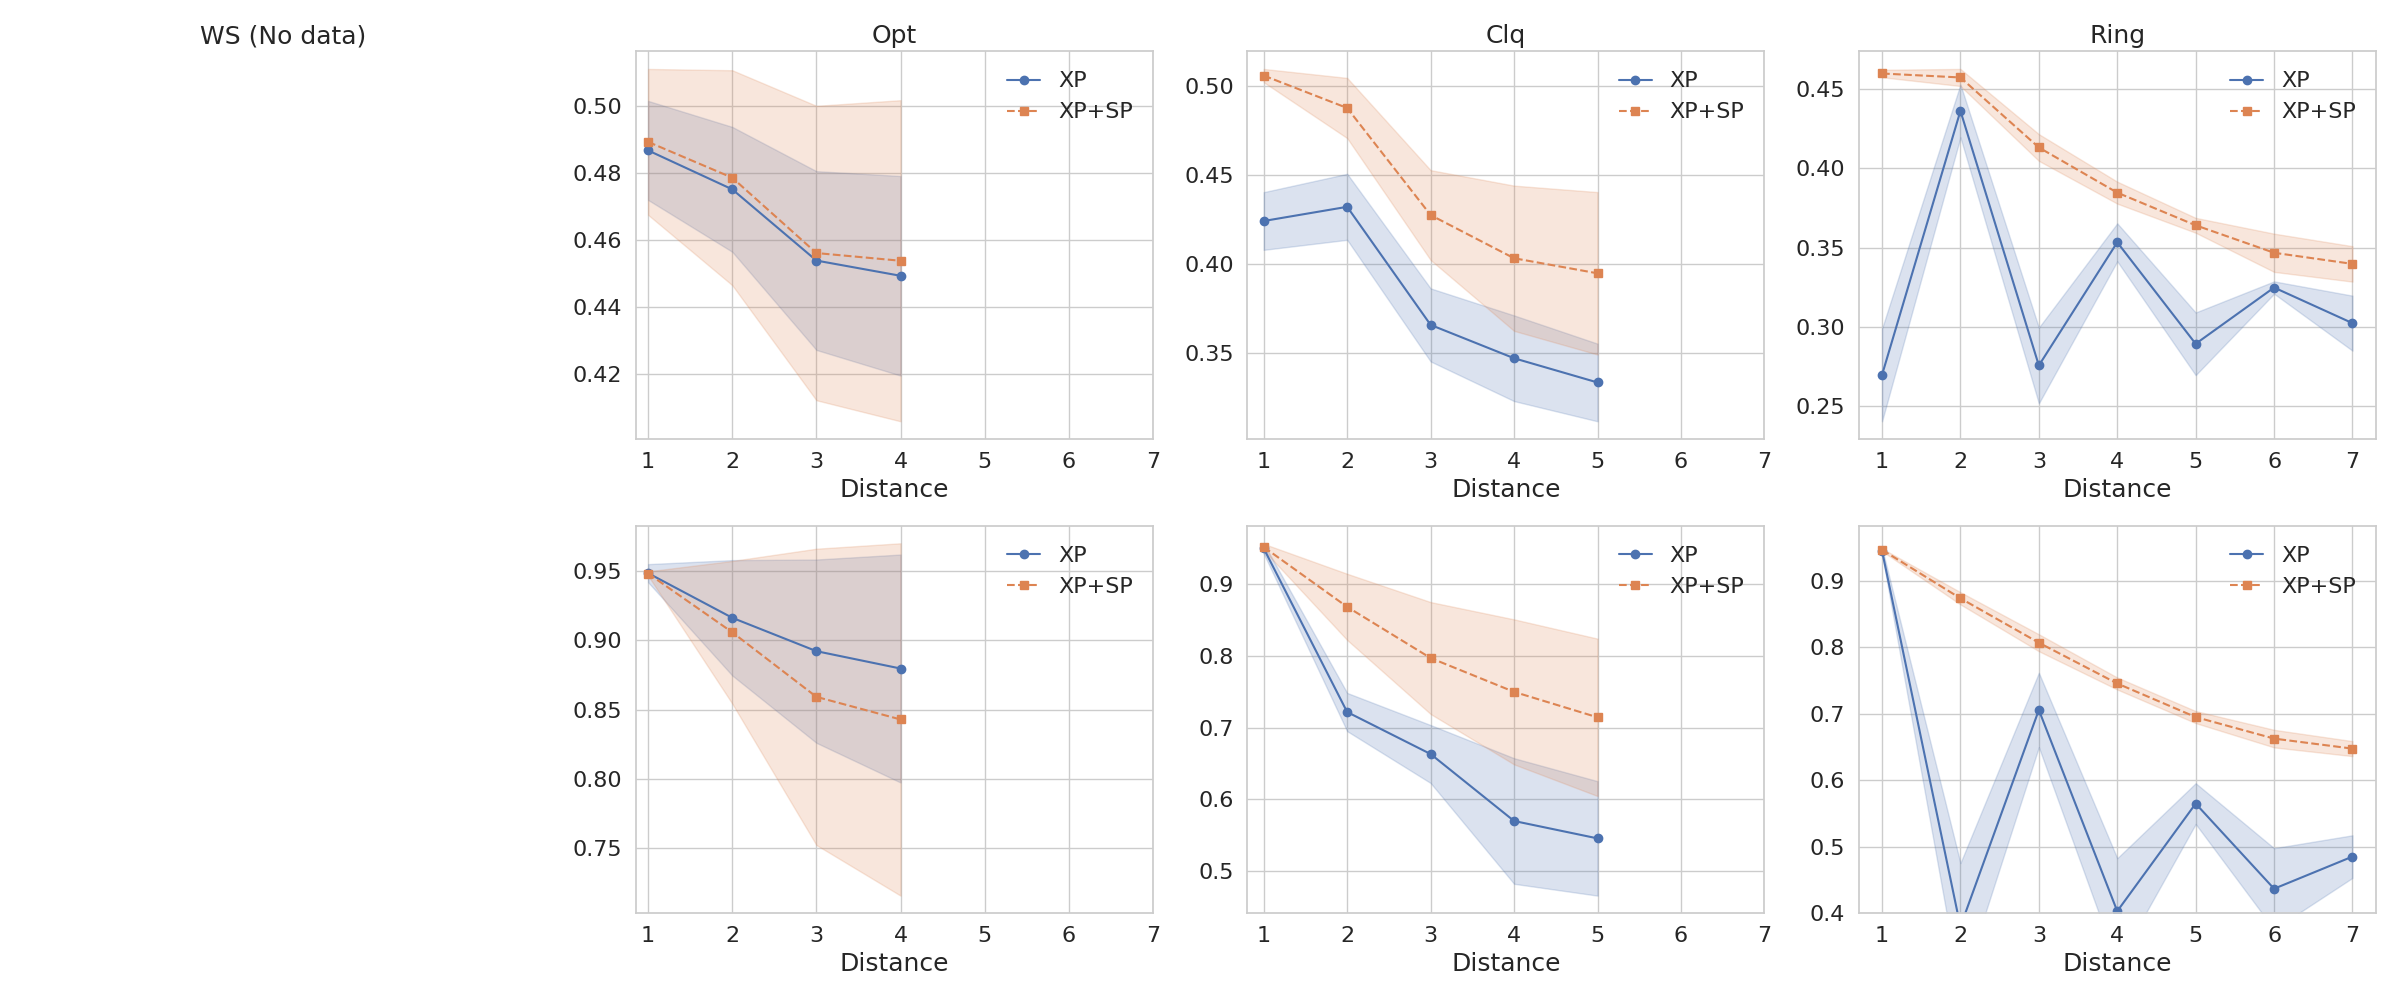 WS (No data)
Opt
Clq
Ring
XP
XP+SP
0.50
0.48
0.46
0.44
0.42
1 2 3 4 5 6 7
Distance
XP
XP+SP
0.50
0.45
0.40
0.35
1 2 3 4 5 6 7
Distance
XP
XP+SP
0.45
0.40
0.35
0.30
0.25
1 2 3 4 5 6 7
Distance
XP
XP+SP
0.95
0.90
0.85
0.80
0.75
1 2 3 4 5 6 7
Distance
XP
XP+SP
0.9
0.8
0.7
0.6
0.5
1 2 3 4 5 6 7
Distance
XP
XP+SP
0.9
0.8
0.7
0.6
0.5
0.4
1 2 3 4 5 6 7
Distance